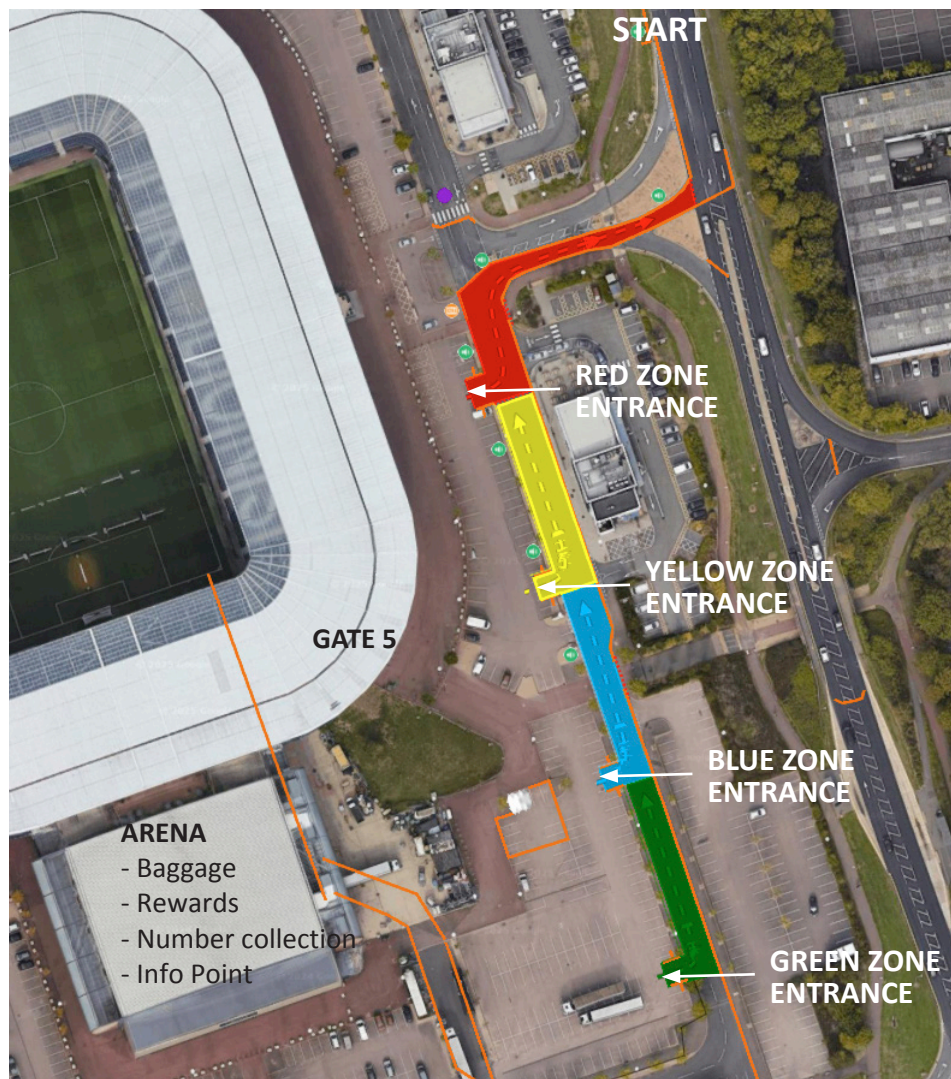 START
RED ZONE
ENTRANCE
YELLOW ZONE
ENTRANCE
GATE 5
BLUE ZONE
ENTRANCE
ARENA
- Baggage
- Rewards
- Number collection
- Info Point
GREEN ZONE
ENTRANCE